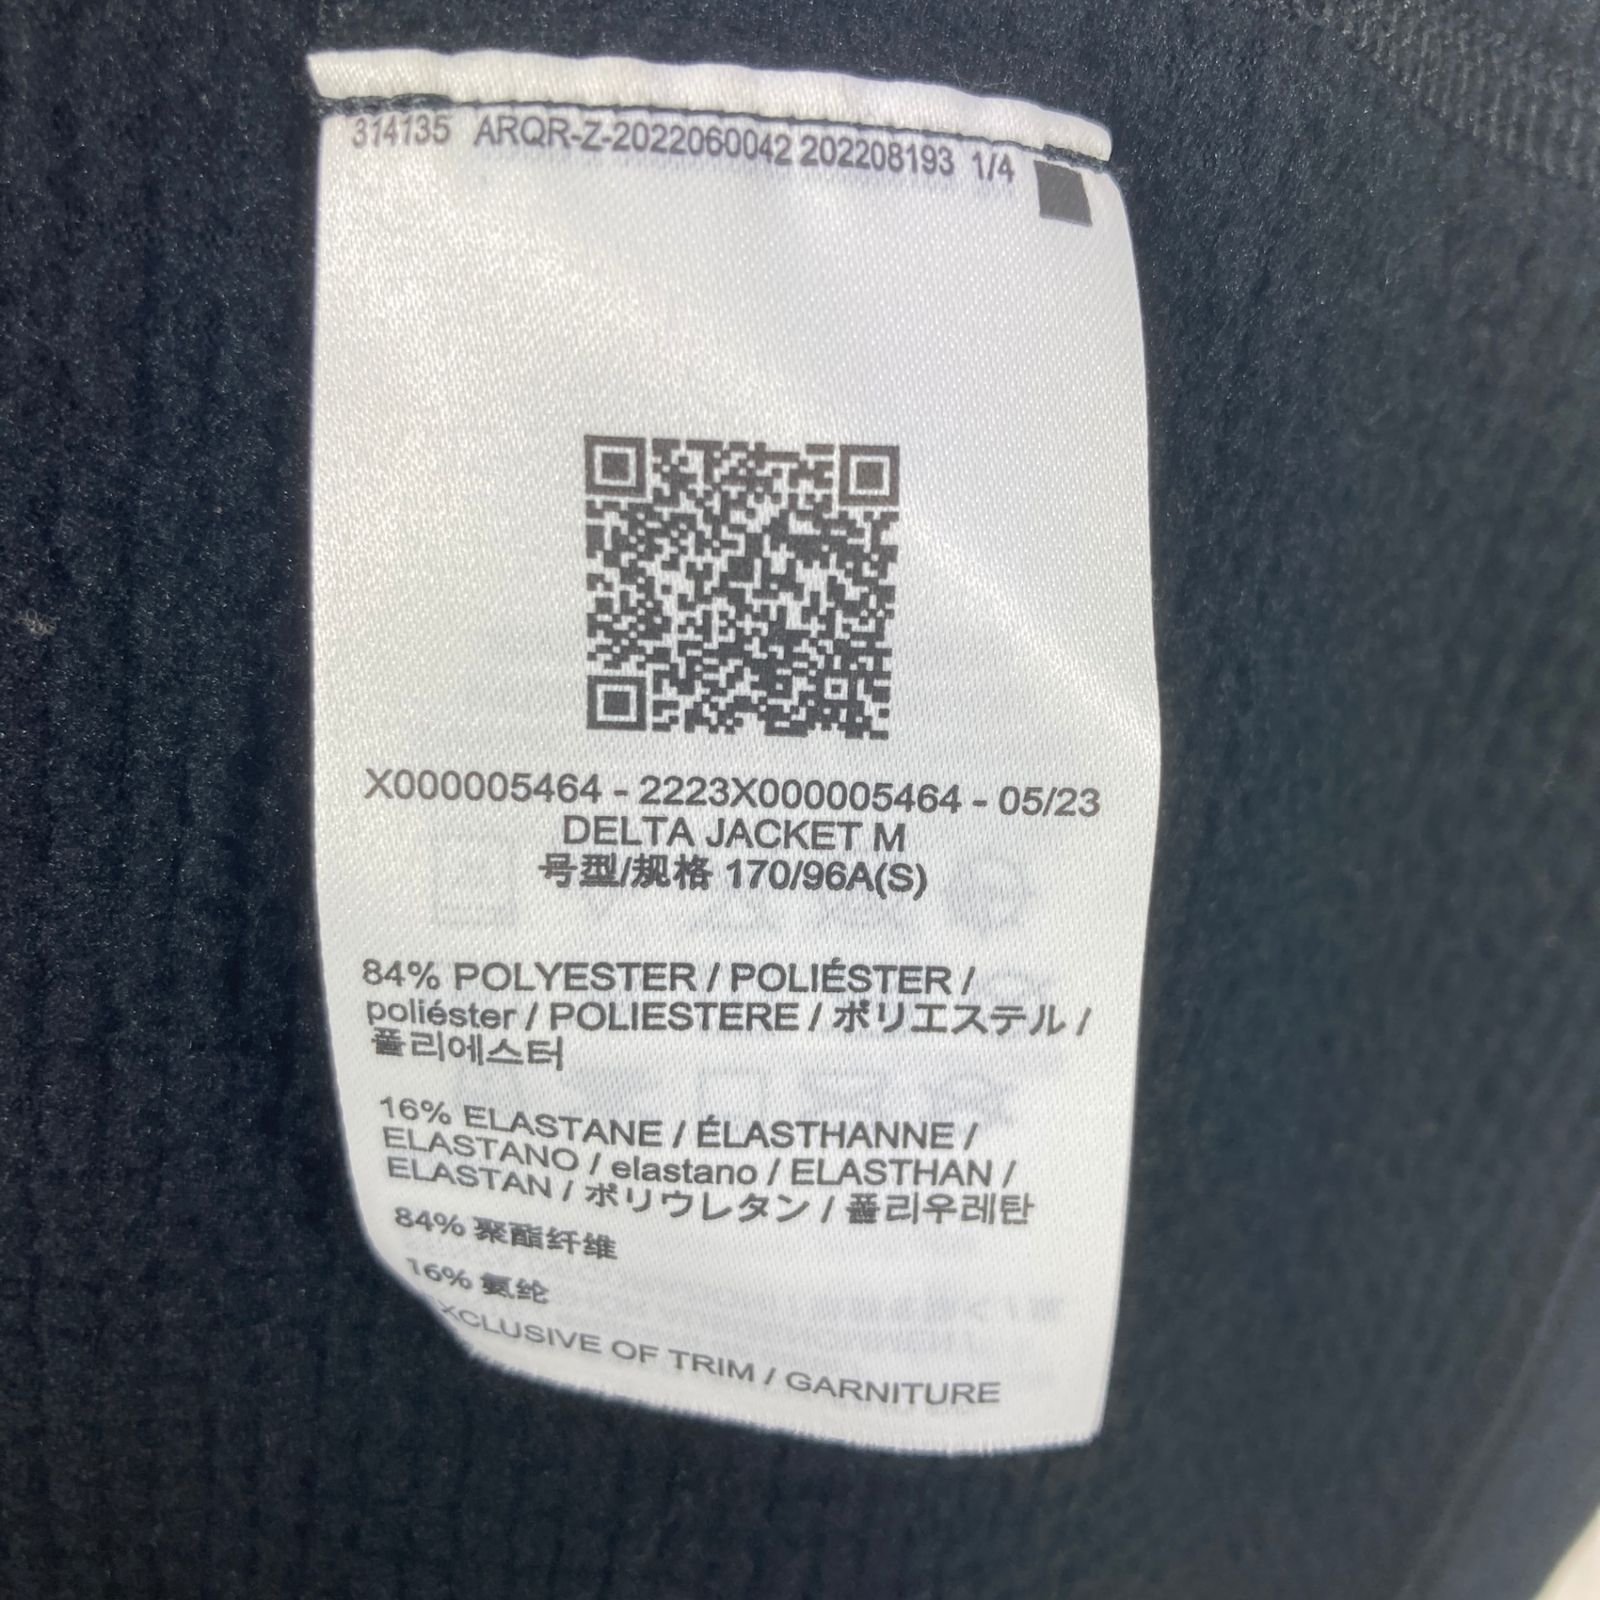 314135 ARQR-Z-2022060042 202208193 1/4
X000005464 - 2223X000005464 - 05/23
DELTA JACKET M
号型/规格 170/96A(S)
84% POLYESTER / POLIÉSTER /
poliéster / POLIESTERE / ポリエステル /
폴리에스터
16% ELASTANE / ÉLASTHANNE /
ELASTANO / elastano / ELASTHAN /
ELASTAN / ポリウレタン / 폴리우레탄
84% 聚酯纤维
16% 氨纶
XCLUSIVE OF TRIM / GARNITURE